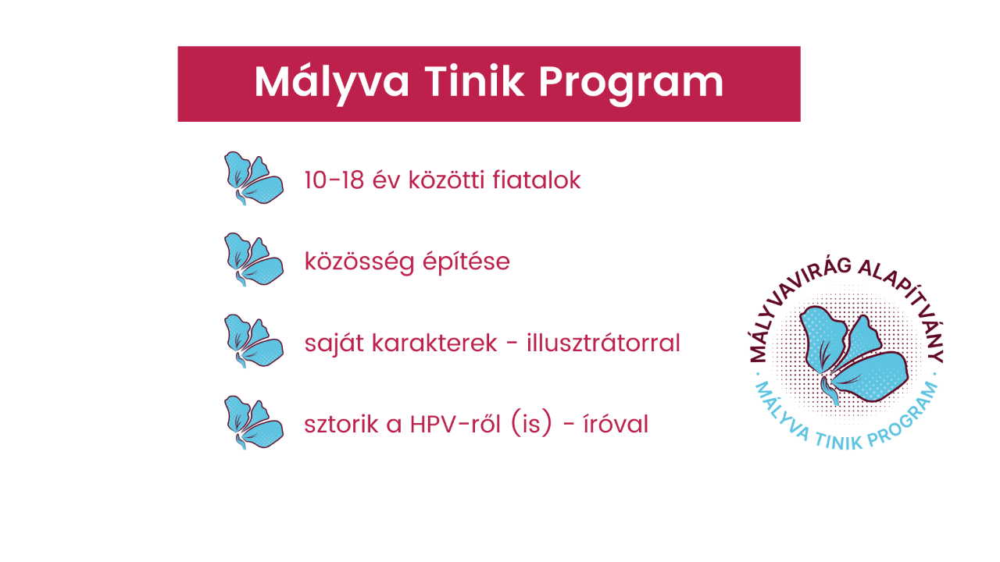 Mályva Tinik Program
10-18 év közötti fiatalok
közösség építése
saját karakterek - illusztrátorral
sztorik a HPV-ről (is) - íróval
MÁLYVAVIRÁG ALAPÍTVÁNY
· MÁLYVA TINIK PROGRAM ·